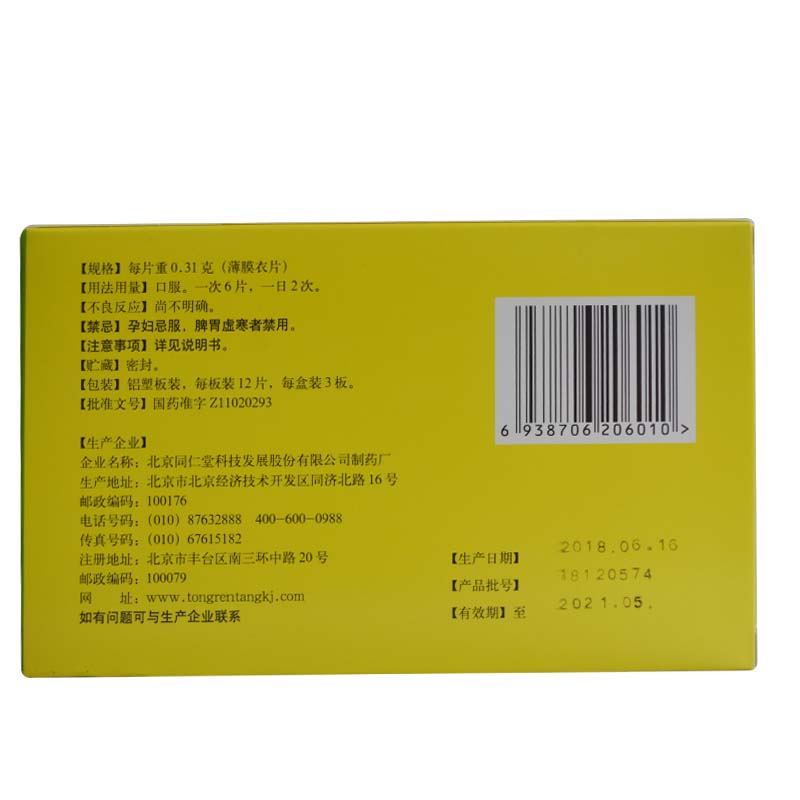 【规格】每片重0.31克（薄膜衣片）
【用法用量】口服。一次6片，一日2次。
【不良反应】尚不明确。
【禁忌】孕妇忌服，脾胃虚寒者禁用。
【注意事项】详见说明书。
【贮藏】密封。
【包装】铝塑板装，每板装12片，每盒装3板。
【批准文号】国药准字Z11020293
【生产企业】
企业名称：北京同仁堂科技发展股份有限公司制药厂
生产地址：北京市北京经济技术开发区同济北路16号
邮政编码：100176
电话号码：(010) 87632888 400-600-0988
传真号码：(010) 67615182
注册地址：北京市丰台区南三环中路20号
邮政编码：100079
网 址：www.tongrentangkj.com
如有问题可与生产企业联系
6 938706 206010 >
【生产日期】 2018.06.16
【产品批号】 18120574
【有效期】至 2021.05.